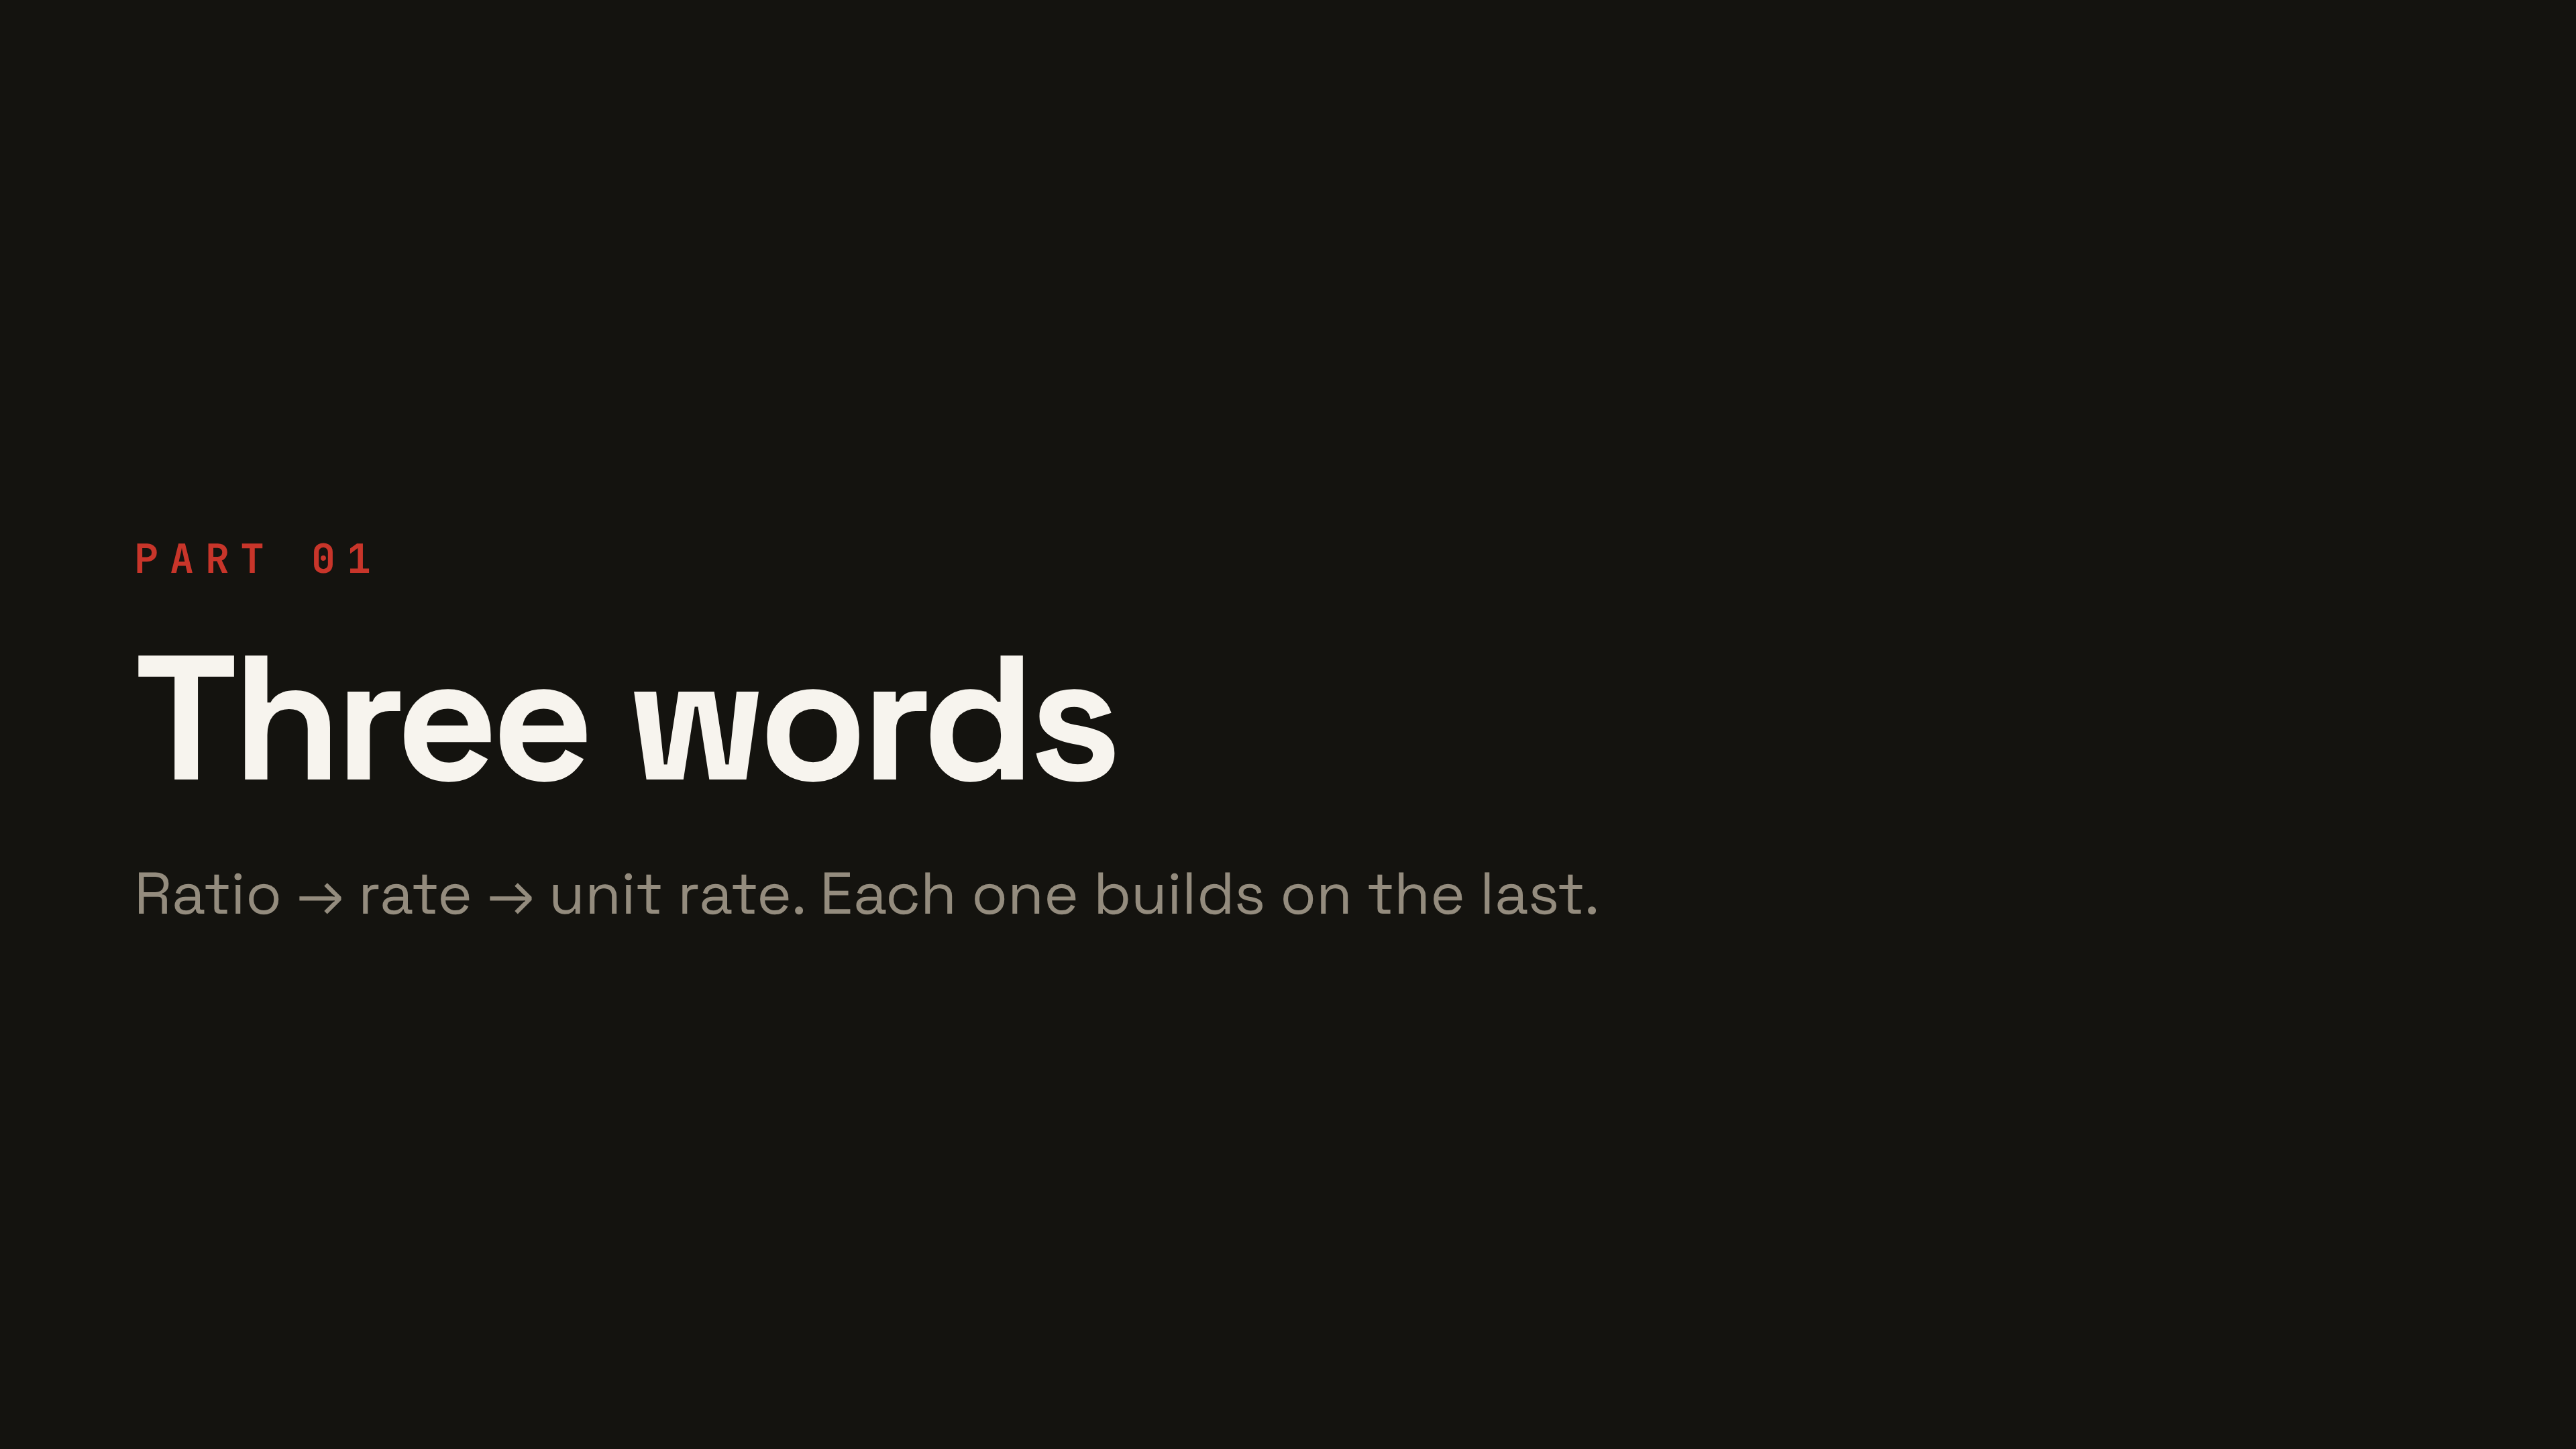 PART 01
Three words
Ratio → rate → unit rate. Each one builds on the last.